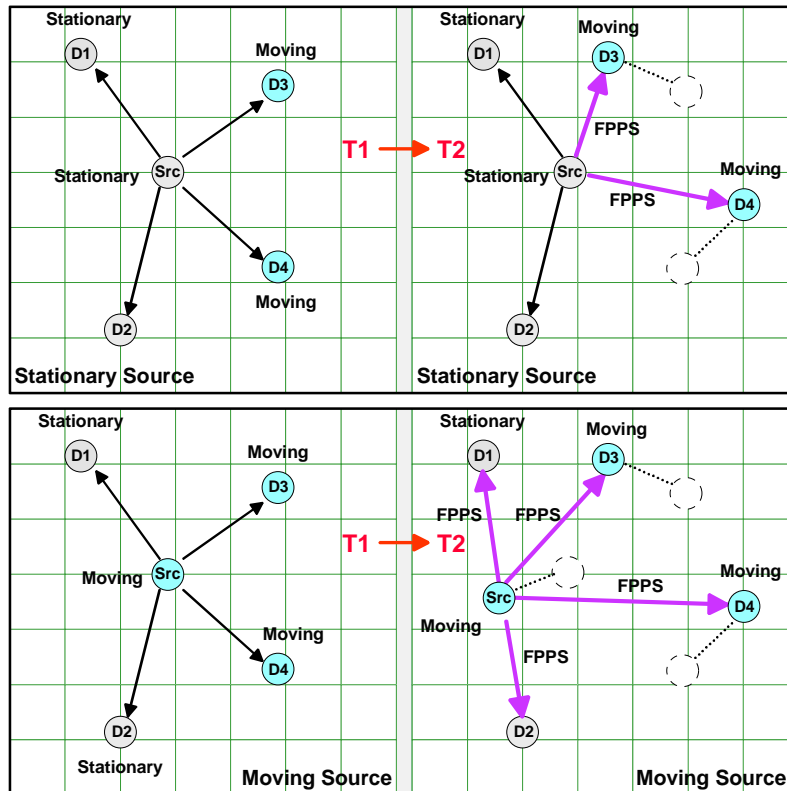 Stationary
D1
Moving
D3
Stationary
Src
D4
Moving
D2
Stationary Source
T1
T2
Stationary
D1
Moving
D3
FPPS
Stationary
Src
FPPS
Moving
D4
D2
Stationary Source
Stationary
D1
Moving
D3
Moving
Src
Moving
D4
D2
Stationary
Moving Source
T1
T2
Stationary
D1
Moving
D3
FPPS
FPPS
Src
Moving
FPPS
Moving
D4
FPPS
D2
Moving Source